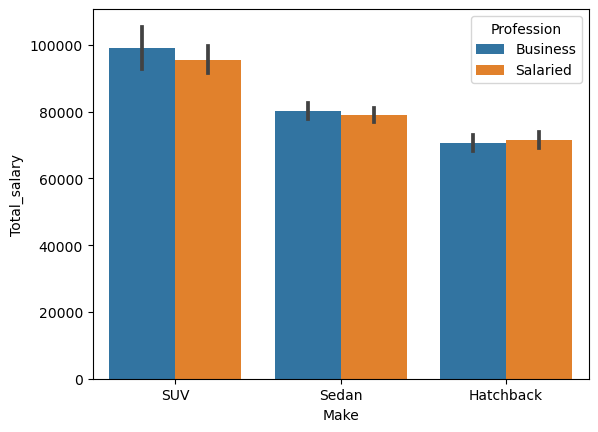 Profession
Business
Salaried
100000
80000
60000
40000
20000
0
Total_salary
SUV
Sedan
Hatchback
Make